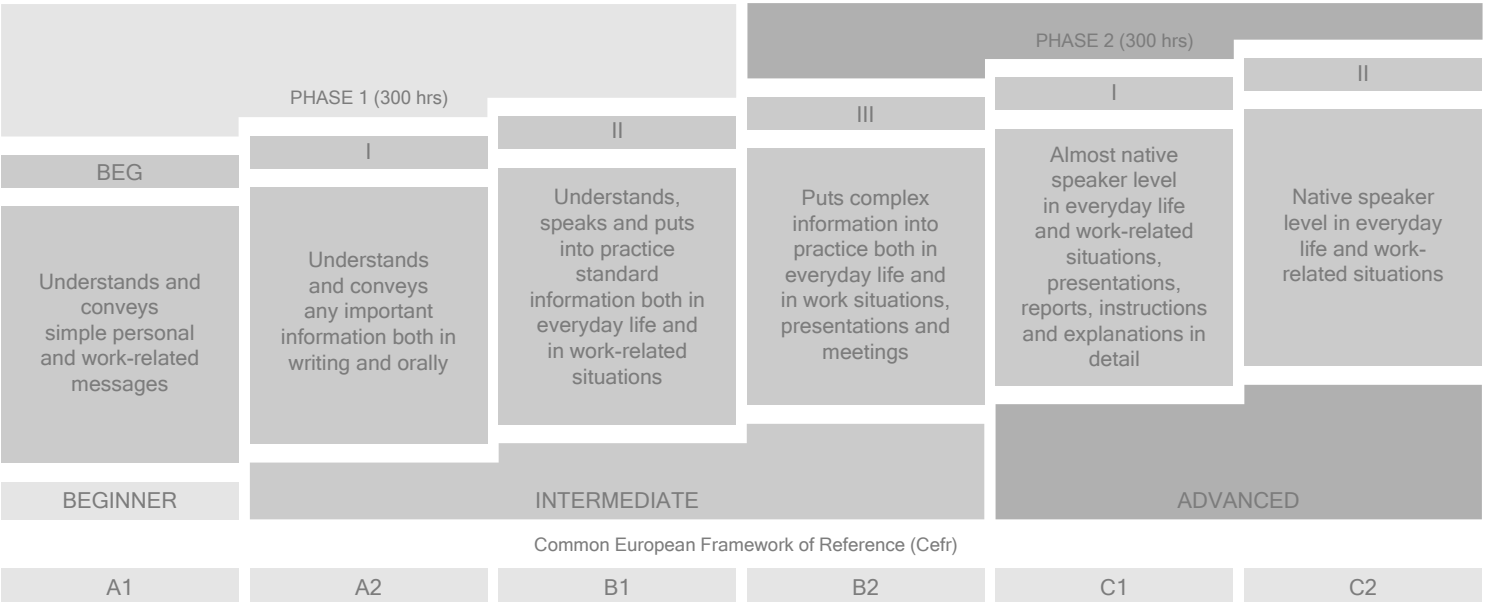 PHASE 1 (300 hrs)
PHASE 2 (300 hrs)
BEG
Understands and
conveys
simple personal
and work-related
messages
I
Understands
and conveys
any important
information both in
writing and orally
II
Understands,
speaks and puts
into practice
standard
information both in
everyday life and
in work-related
situations
III
Puts complex
information into
practice both in
everyday life and
in work situations,
presentations and
meetings
I
Almost native
speaker level
in everyday life
and work-related
situations,
presentations,
reports, instructions
and explanations in
detail
II
Native speaker
level in everyday
life and work-
related situations
BEGINNER
INTERMEDIATE
ADVANCED
Common European Framework of Reference (Cefr)
A1
A2
B1
B2
C1
C2